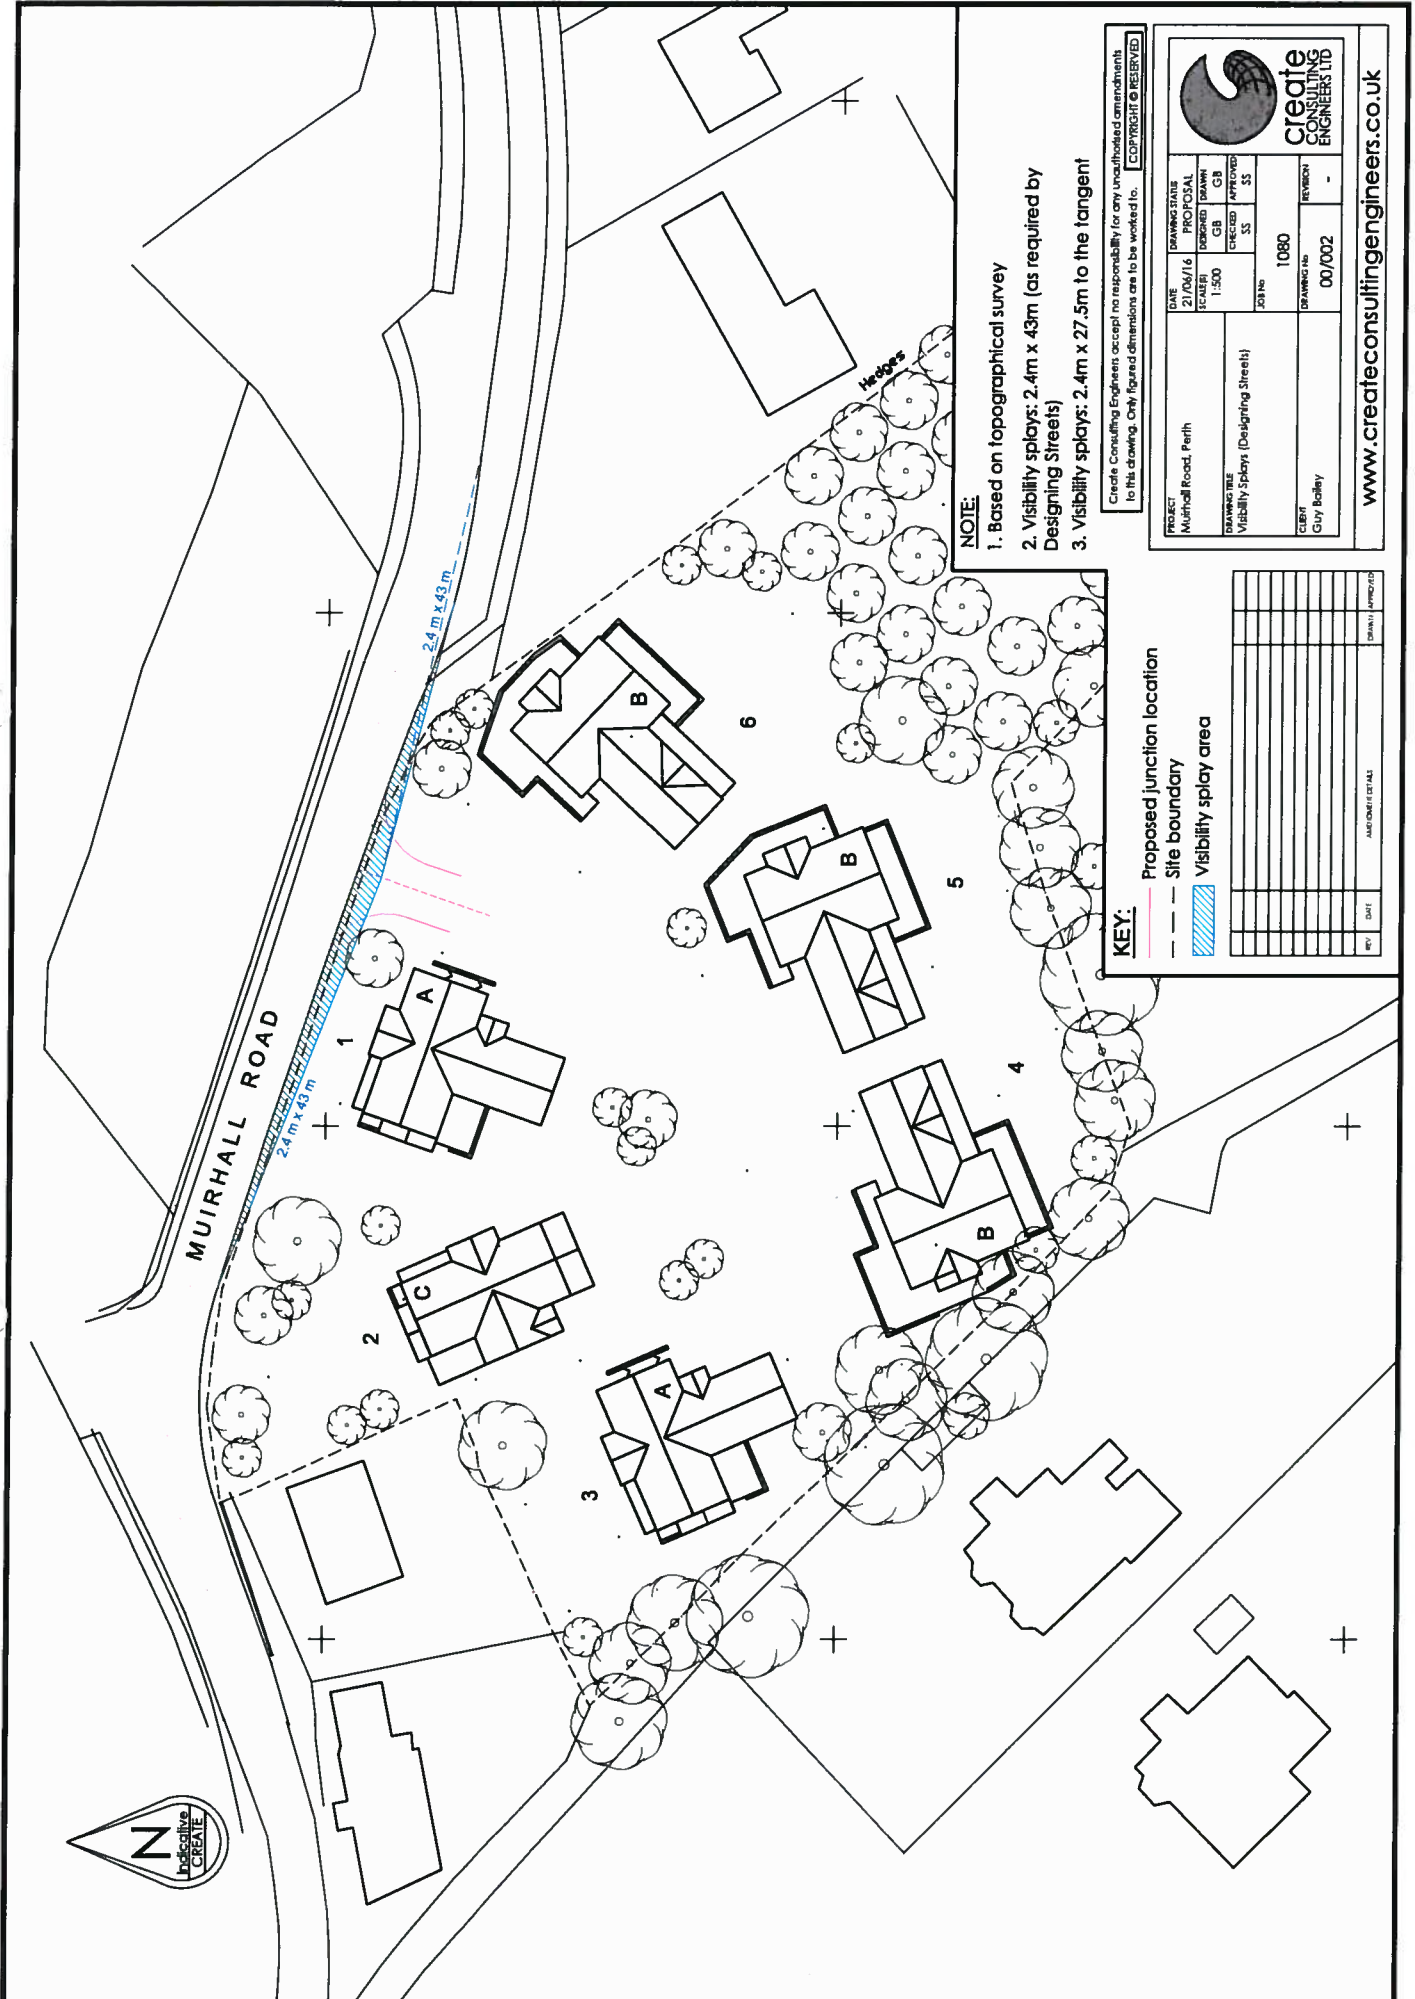 MUIRHALL ROAD
2.4 m x 43 m
2.4 m x 43 m
N
Indicative
CREATE
1
A
2
C
3
A
4
B
5
B
6
B
Hedges
NOTE:
1. Based on topographical survey
2. Visibility splays: 2.4m x 43m (as required by
Designing Streets)
3. Visibility splays: 2.4m x 27.5m to the tangent
KEY:
Proposed junction location
Site boundary
Visibility splay area
Create Consulting Engineers accept no responsibility for any unauthorised amendments
to this drawing. Only figured dimensions are to be worked to.
COPYRIGHT © RESERVED
PROJECT
Muirhall Road, Perth
DRAWING TITLE
Visibility Splays (Designing Streets)
CLIENT
Guy Bailey
DATE
21/06/16
DRAWING STATUS
PROPOSAL
SCALE(S)
1:500
DESIGNED
GB
DRAWN
GB
CHECKED
SS
APPROVED
SS
JOB No
1080
DRAWING No
00/002
REVISION
-
create
CONSULTING
ENGINEERS LTD
www.createconsultingengineers.co.uk
REV DATE AMENDMENT DETAILS DRAWN APPROVED